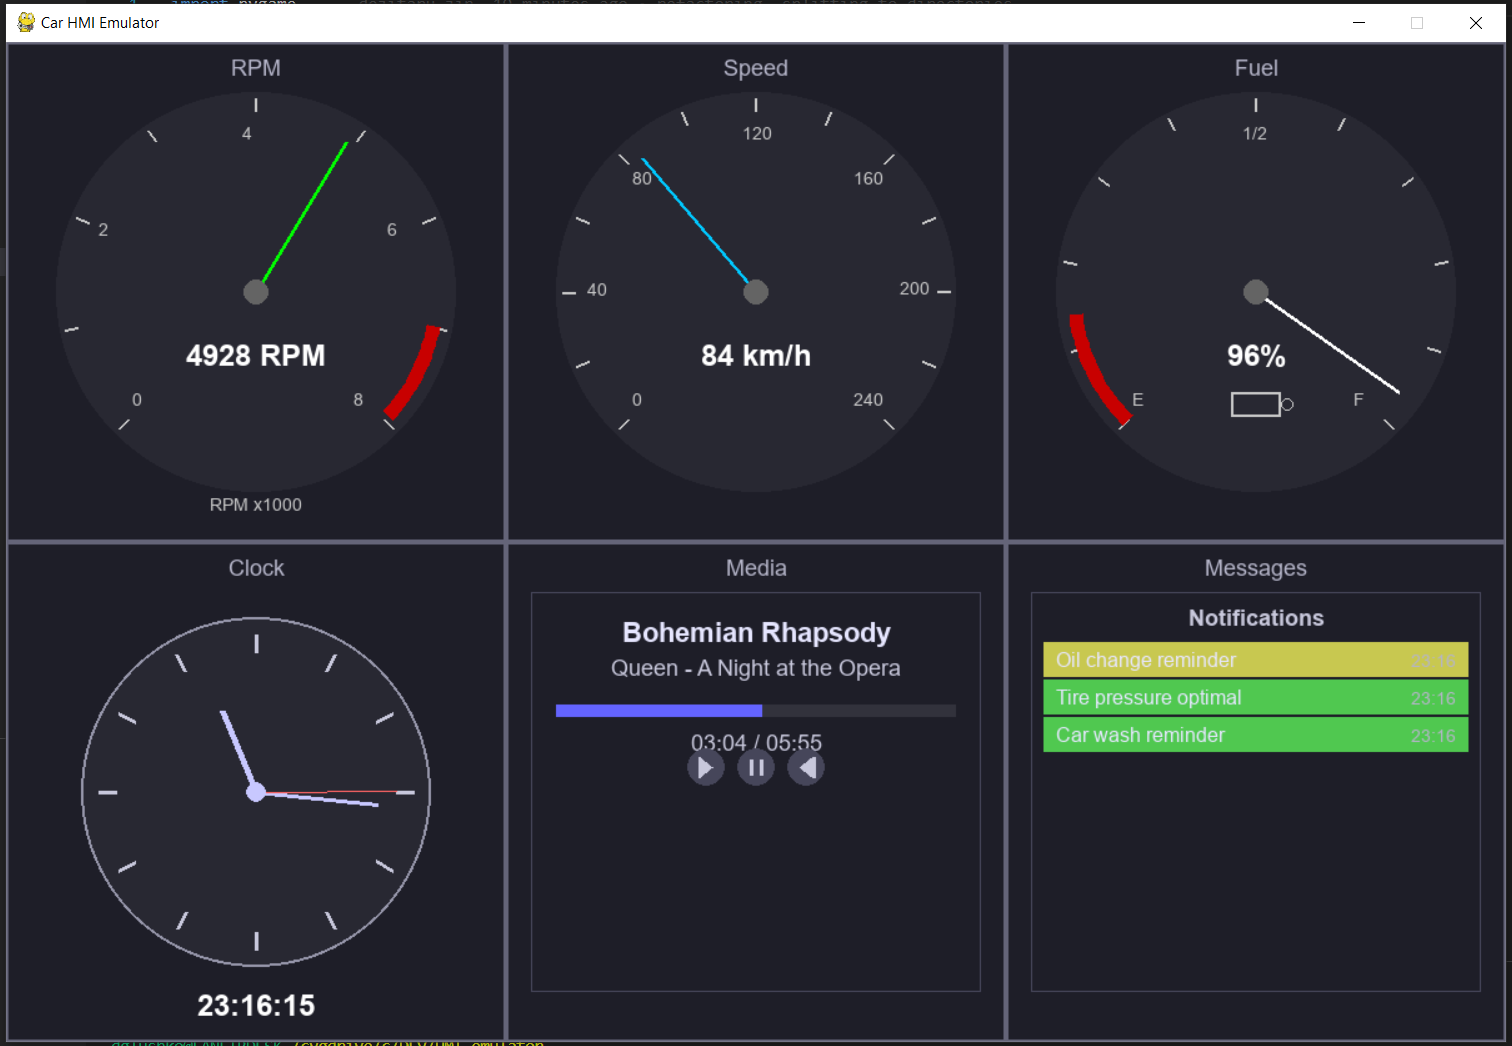 Car HMI Emulator
RPM
4
2
6
4928 RPM
0
8
RPM x1000
Speed
120
80
160
40
200
84 km/h
0
240
Fuel
1/2
96%
E
F
Clock
23:16:15
Media
Bohemian Rhapsody
Queen - A Night at the Opera
03:04 / 05:55
Messages
Notifications
Oil change reminder
Tire pressure optimal 23:16
Car wash reminder 23:16